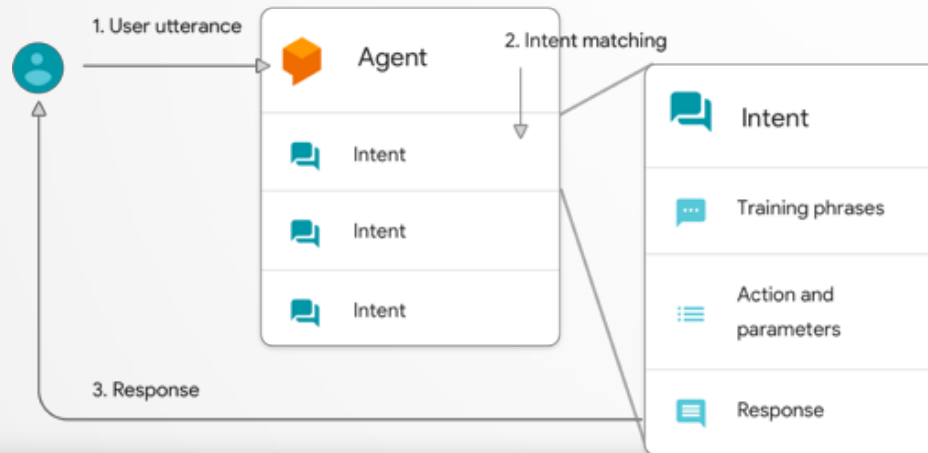 1. User utterance
Agent
2. Intent matching
Intent
Intent
Intent
Intent
Training phrases
Action and
parameters
Response
3. Response